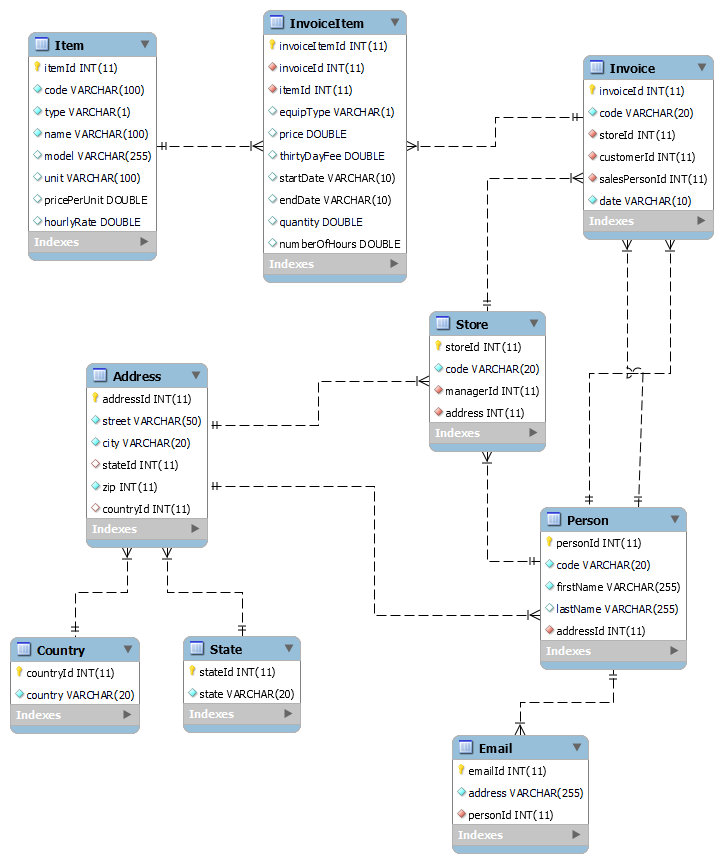 Item
itemId INT(11)
code VARCHAR(100)
type VARCHAR(1)
name VARCHAR(100)
model VARCHAR(255)
unit VARCHAR(100)
pricePerUnit DOUBLE
hourlyRate DOUBLE
Indexes
InvoiceItem
invoiceItemId INT(11)
invoiceId INT(11)
itemId INT(11)
equipType VARCHAR(1)
price DOUBLE
thirtyDayFee DOUBLE
startDate VARCHAR(10)
endDate VARCHAR(10)
quantity DOUBLE
numberOfHours DOUBLE
Indexes
Invoice
invoiceId INT(11)
code VARCHAR(20)
storeId INT(11)
customerId INT(11)
salesPersonId INT(11)
date VARCHAR(10)
Indexes
Store
storeId INT(11)
code VARCHAR(20)
managerId INT(11)
address INT(11)
Indexes
Address
addressId INT(11)
street VARCHAR(50)
city VARCHAR(20)
stateId INT(11)
zip INT(11)
countryId INT(11)
Indexes
Person
personId INT(11)
code VARCHAR(20)
firstName VARCHAR(255)
lastName VARCHAR(255)
addressId INT(11)
Indexes
Country
countryId INT(11)
country VARCHAR(20)
Indexes
State
stateId INT(11)
state VARCHAR(20)
Indexes
Email
emailId INT(11)
address VARCHAR(255)
personId INT(11)
Indexes